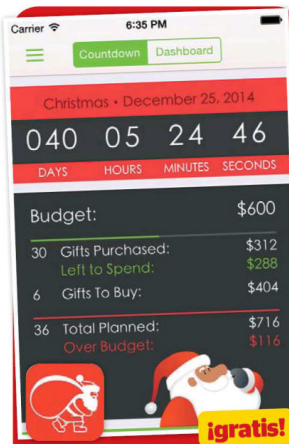 Carrier 6:35 PM
Countdown Dashboard
Christmas • December 25, 2014
040 05 24 46
DAYS HOURS MINUTES SECONDS
Budget: $600
30 Gifts Purchased: $312
Left to Spend: $288
6 Gifts To Buy: $404
36 Total Planned: $716
Over Budget: $116
¡gratis!